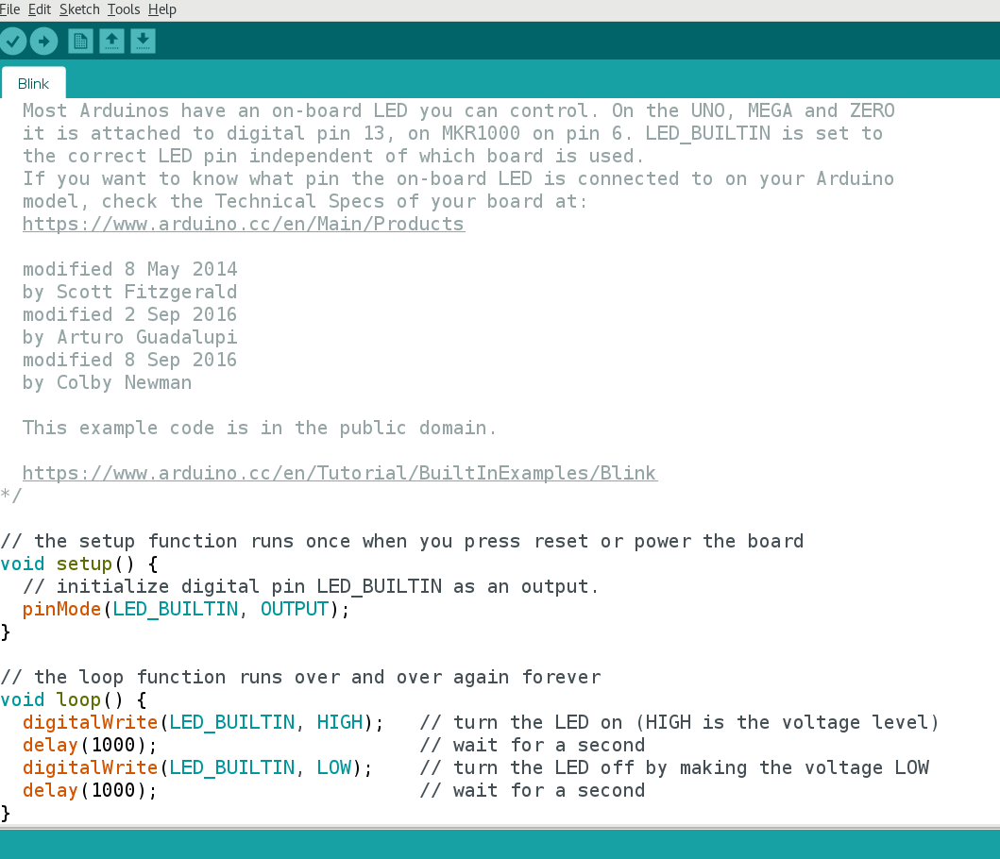 File Edit Sketch Tools Help
Blink
Most Arduinos have an on-board LED you can control. On the UNO, MEGA and ZERO
it is attached to digital pin 13, on MKR1000 on pin 6. LED_BUILTIN is set to
the correct LED pin independent of which board is used.
If you want to know what pin the on-board LED is connected to on your Arduino
model, check the Technical Specs of your board at:
https://www.arduino.cc/en/Main/Products
modified 8 May 2014
by Scott Fitzgerald
modified 2 Sep 2016
by Arturo Guadalupi
modified 8 Sep 2016
by Colby Newman
This example code is in the public domain.
https://www.arduino.cc/en/Tutorial/BuiltInExamples/Blink
*/
// the setup function runs once when you press reset or power the board
void setup() {
  // initialize digital pin LED_BUILTIN as an output.
  pinMode(LED_BUILTIN, OUTPUT);
}
// the loop function runs over and over again forever
void loop() {
  digitalWrite(LED_BUILTIN, HIGH);   // turn the LED on (HIGH is the voltage level)
  delay(1000);                       // wait for a second
  digitalWrite(LED_BUILTIN, LOW);    // turn the LED off by making the voltage LOW
  delay(1000);                       // wait for a second
}